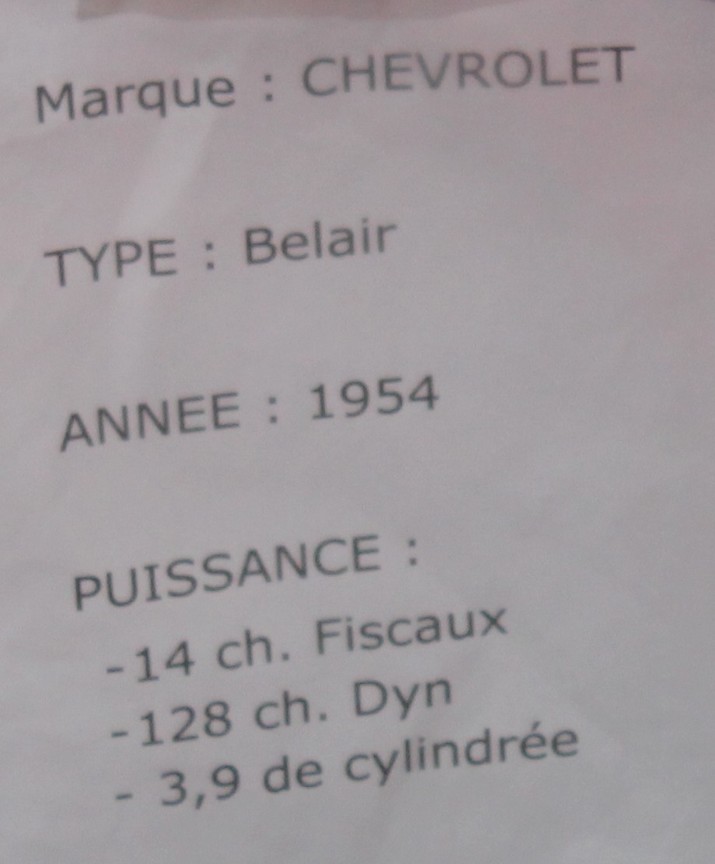 Marque : CHEVROLET
TYPE : Belair
ANNEE : 1954
PUISSANCE :
-14 ch. Fiscaux
-128 ch. Dyn
- 3,9 de cylindrée